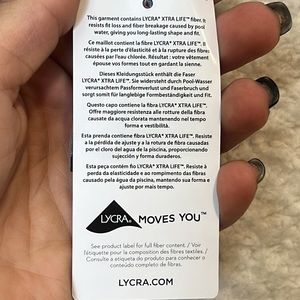 This garment contains LYCRA® XTRA LIFE™ fiber. It
resists fit loss and fiber breakage caused by pool
water, giving you long-lasting shape and fit.
Ce maillot contient la fibre LYCRA® XTRA LIFE™. Il
résiste à la perte d'élasticité et à la rupture des fibres
causées par l'eau chlorée. Résultat : votre vêtement
épouse vos formes tout en gardant la sienne.
Dieses Kleidungsstück enthält die Faser
LYCRA® XTRA LIFE™. Sie widersteht durch Pool-Wasser
verursachtem Passformverlust und Faserbruch und
sorgt somit für langlebige Formbeständigkeit und Fit.
Questo capo contiene la fibra LYCRA® XTRA LIFE™.
Offre maggiore resistenza alle rotture della fibra
causate da acqua clorata mantenendo nel tempo
forma e vestibilità.
Esta prenda contiene fibra LYCRA® XTRA LIFE™. Resiste
a la pérdida de ajuste y a la rotura de fibra causadas
por el cloro del agua de la piscina, proporcionando
sujección y forma duraderos.
Esta peça contém fio LYCRA® XTRA LIFE™. Resiste à
perda da elasticidade e ao rompimento das fibras
causado pela água da piscina, mantendo sua forma e
ajuste por mais tempo.
LYCRA® MOVES YOU™
See product label for full fiber content. / Voir
l'étiquette pour la composition des fibres textiles. /
Consulte a etiqueta do produto para conhecer o
conteúdo completo de fibras.
LYCRA.COM